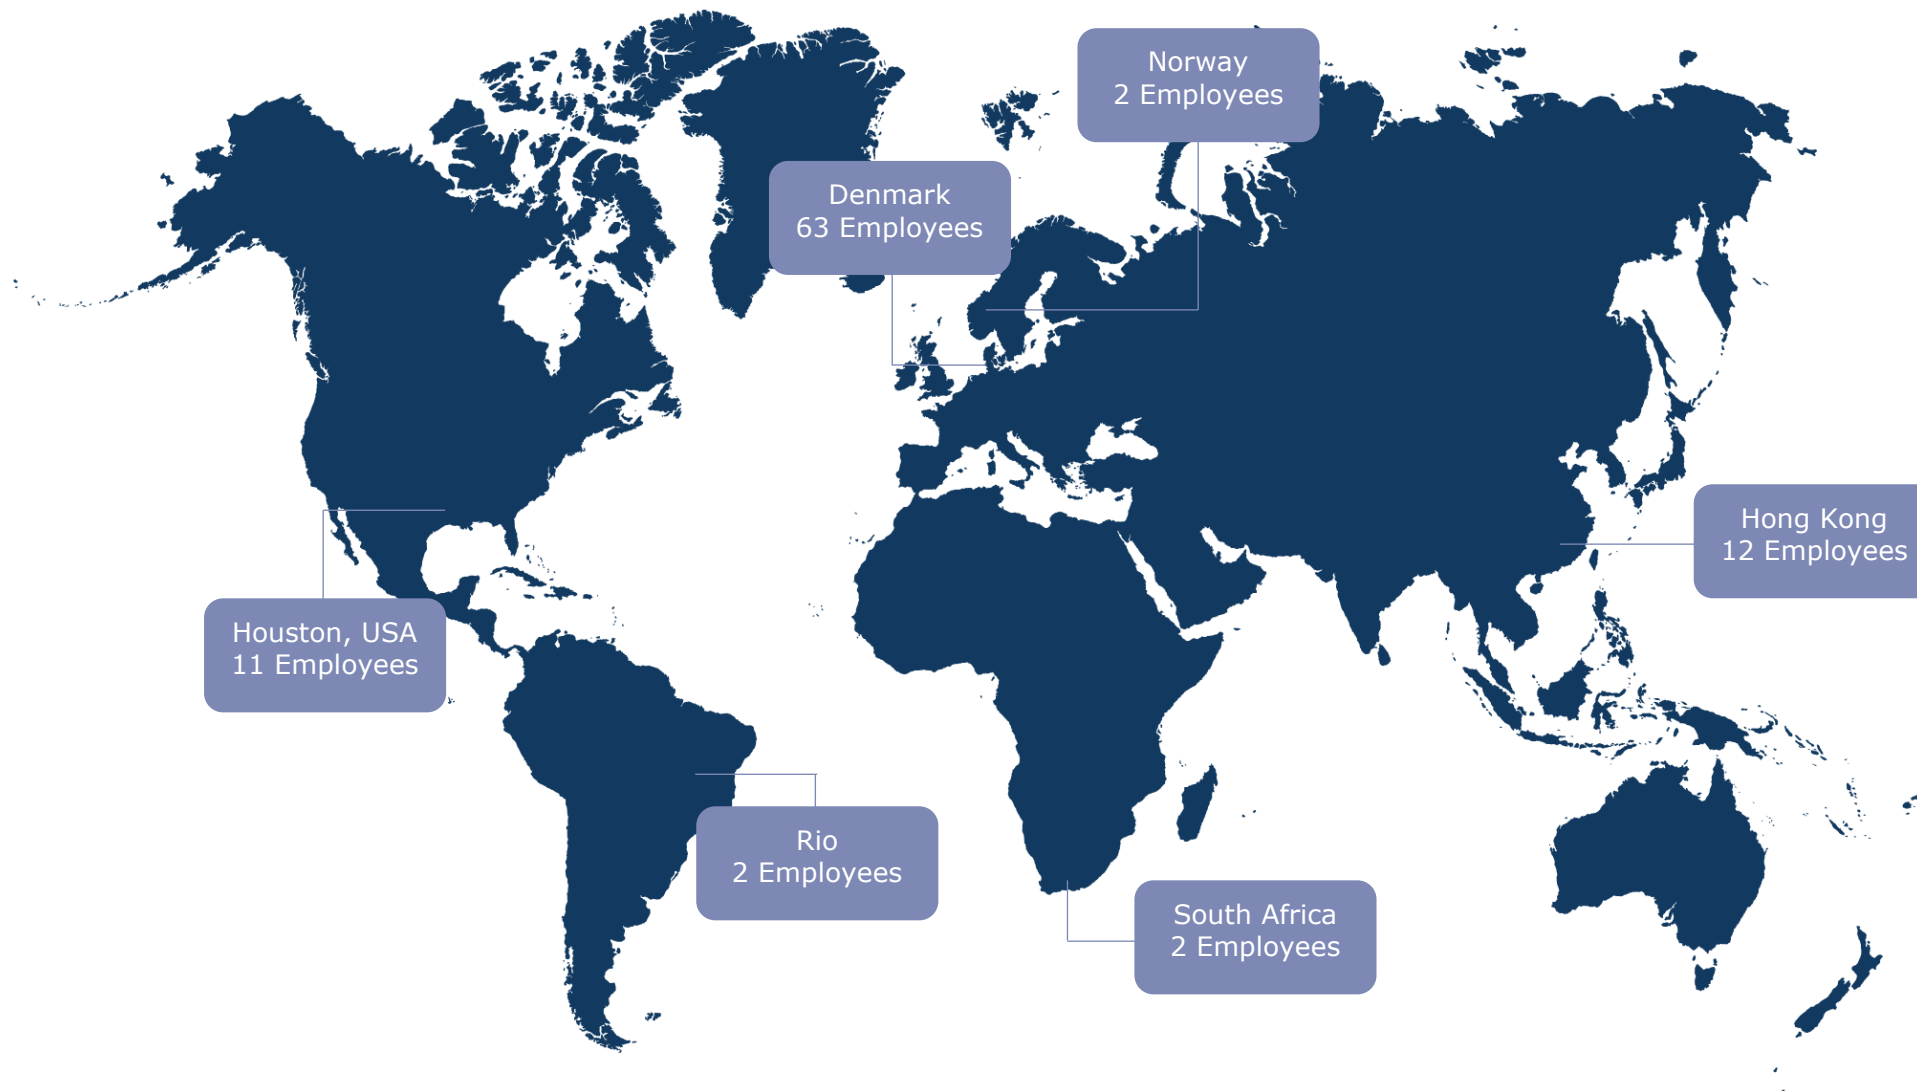 Norway
2 Employees
Denmark
63 Employees
Hong Kong
12 Employees
Houston, USA
11 Employees
Rio
2 Employees
South Africa
2 Employees